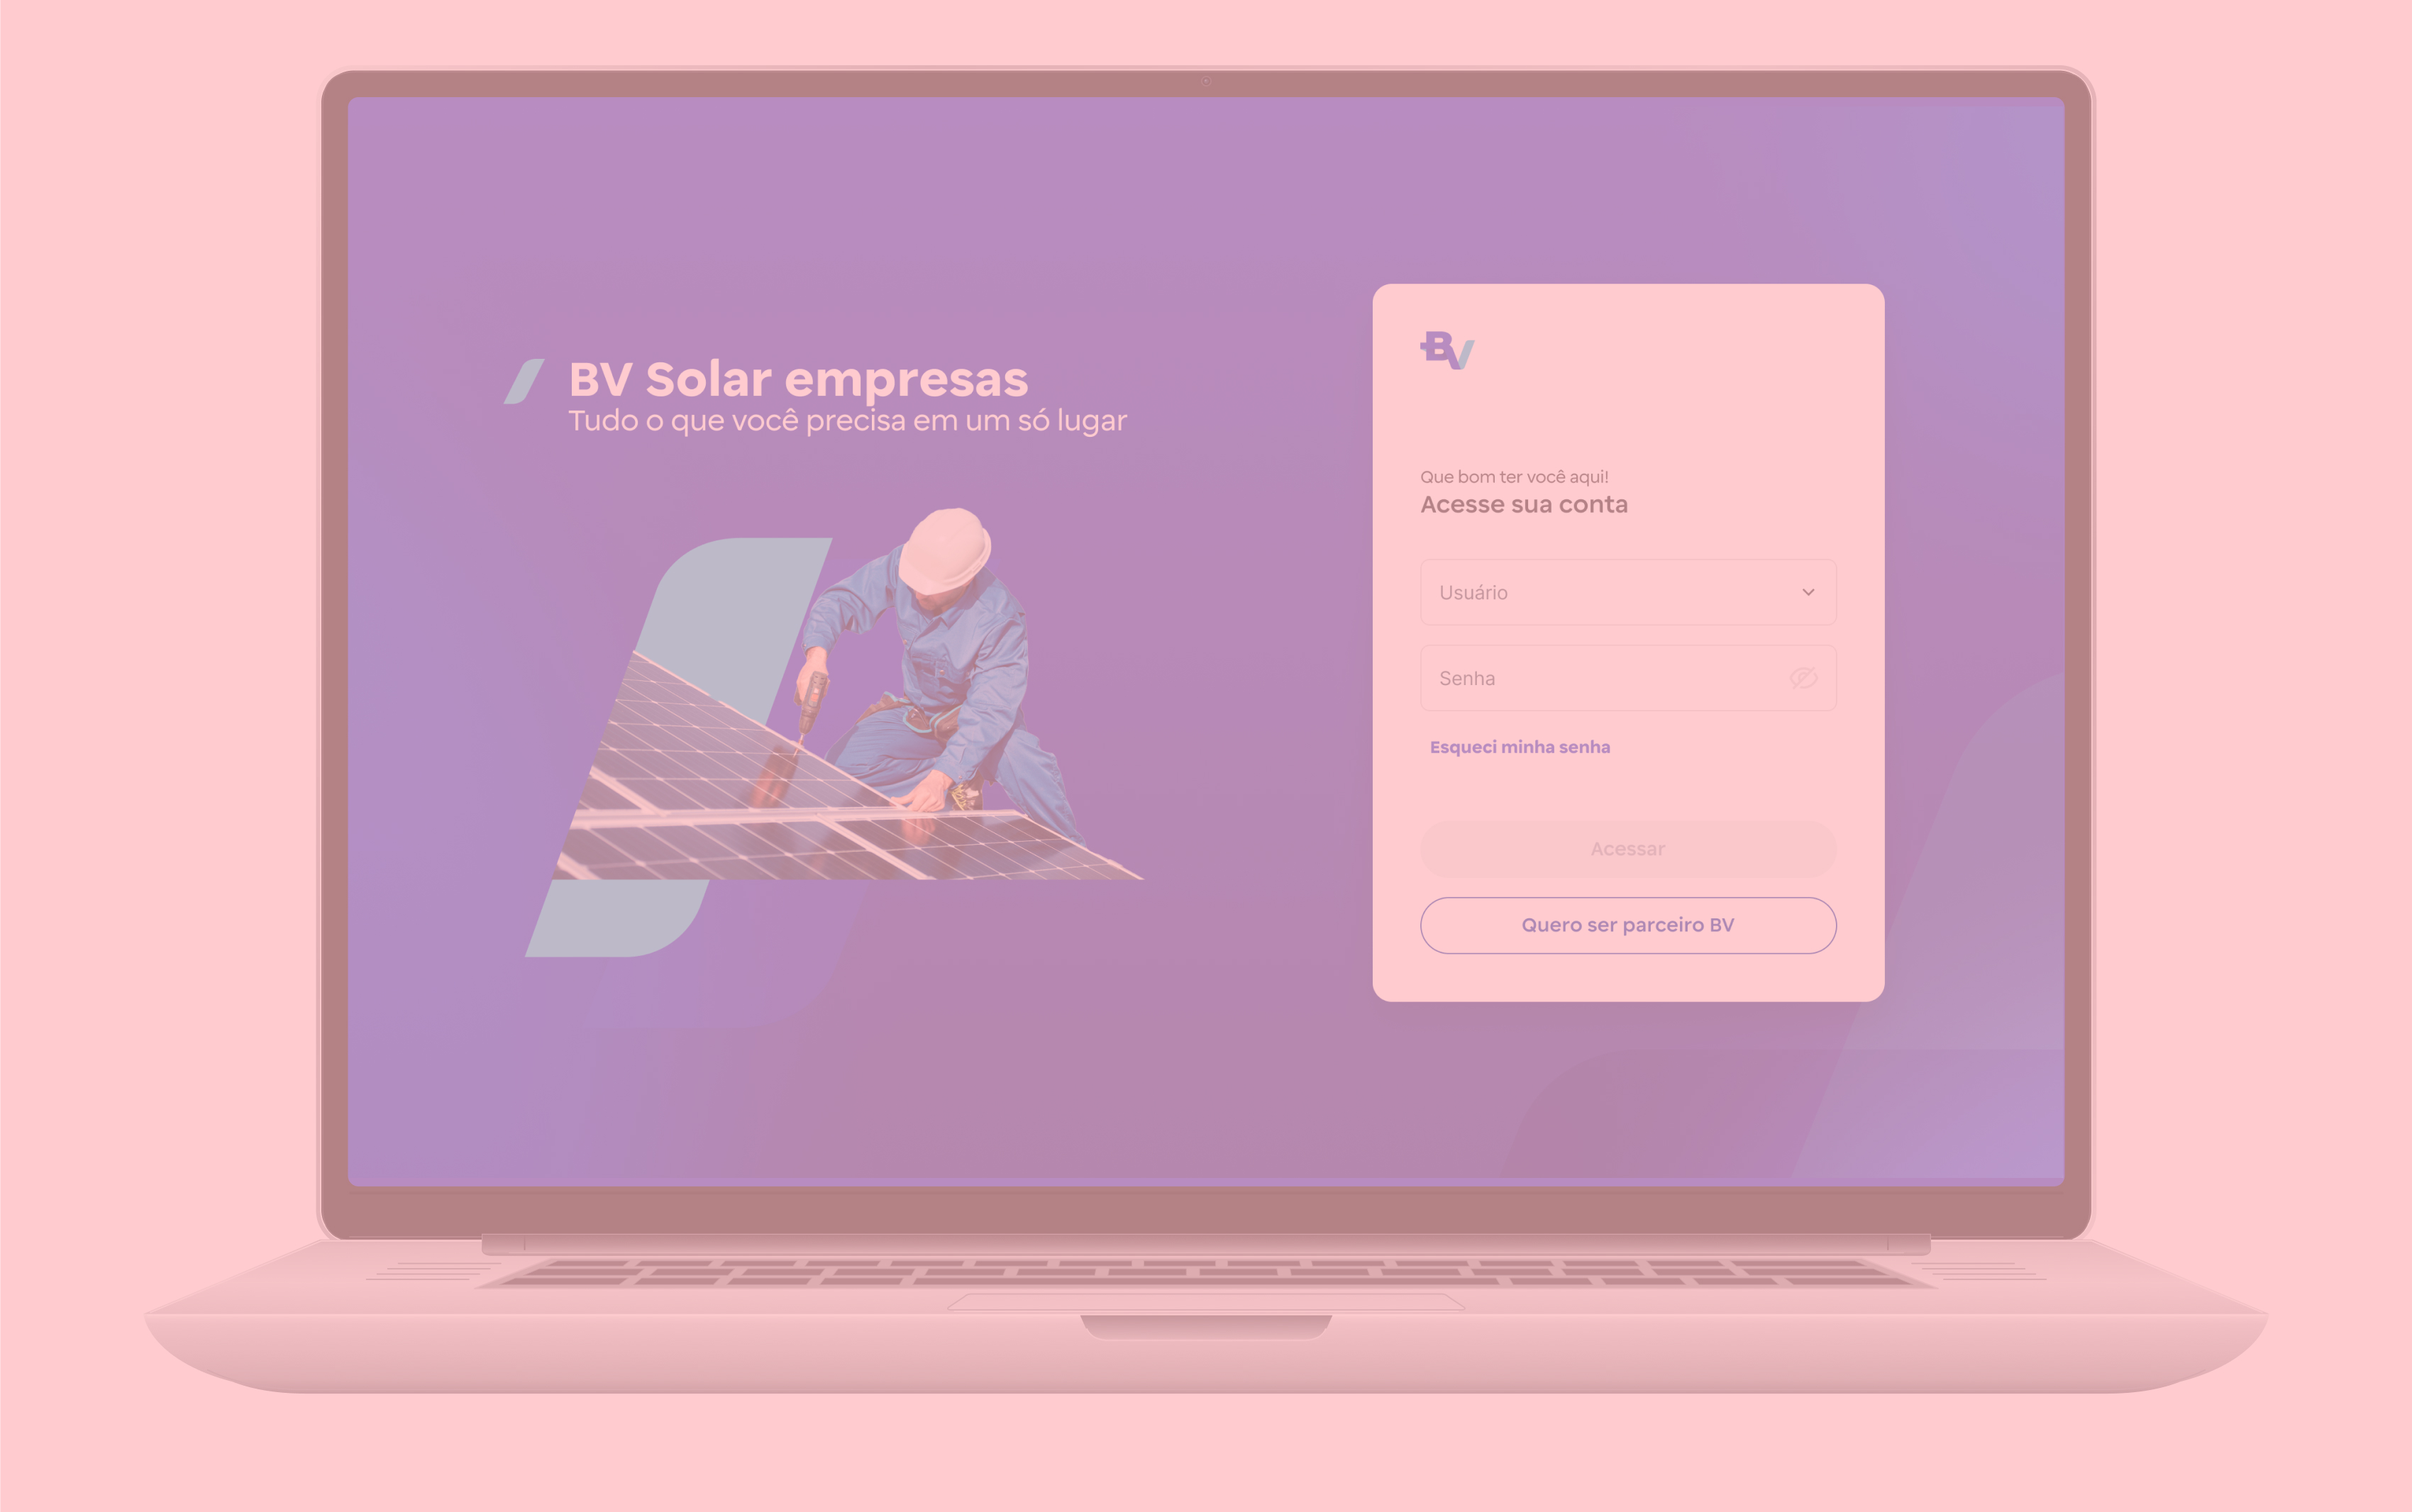 BV Solar empresas
Tudo o que você precisa em um só lugar
BV
Que bom ter você aqui!
Acesse sua conta
Usuário
Senha
Esqueci minha senha
Acessar
Quero ser parceiro BV